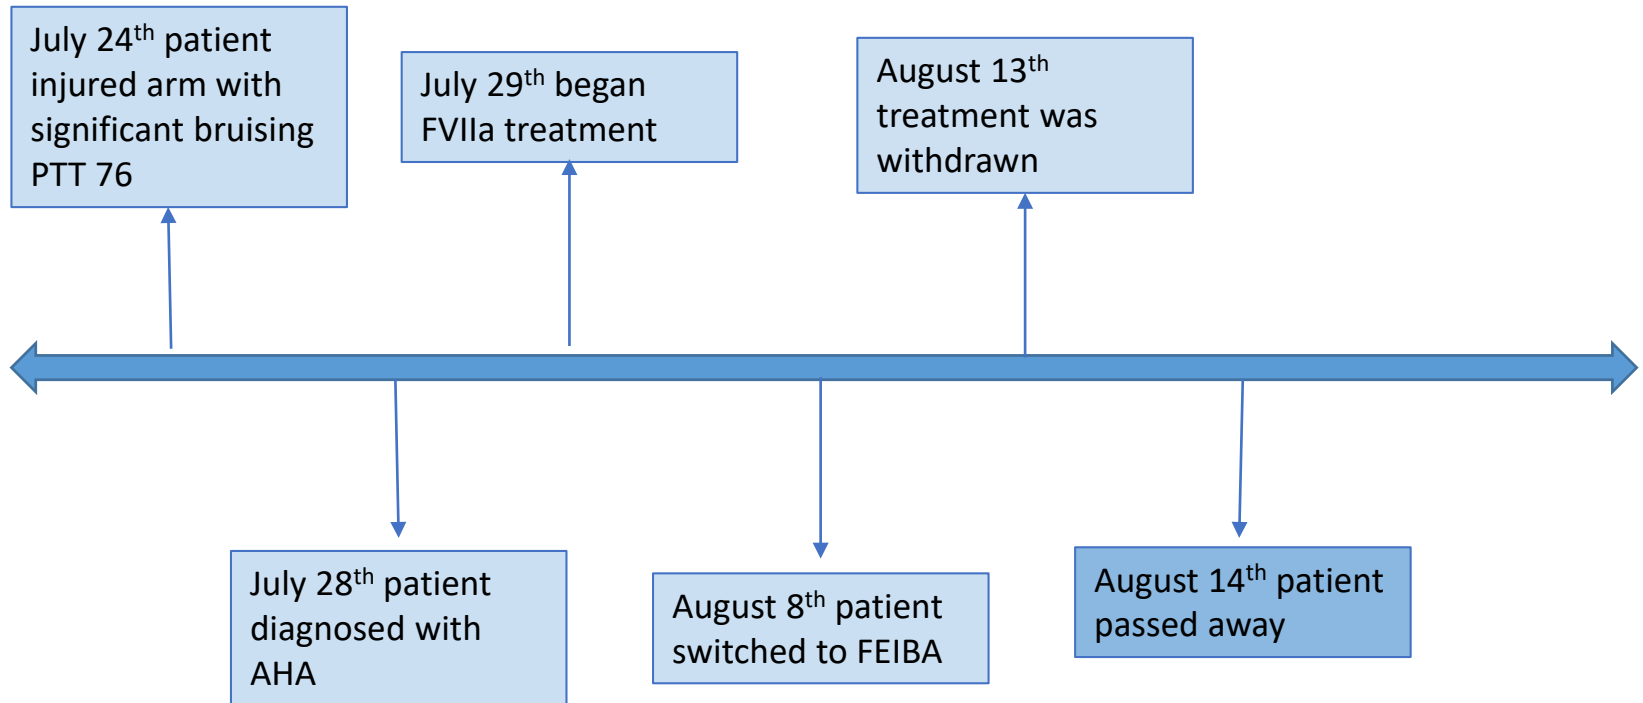 July 24th patient
injured arm with
significant bruising
PTT 76
July 28th patient
diagnosed with
AHA
July 29th began
FVIIa treatment
August 8th patient
switched to FEIBA
August 13th
treatment was
withdrawn
August 14th patient
passed away